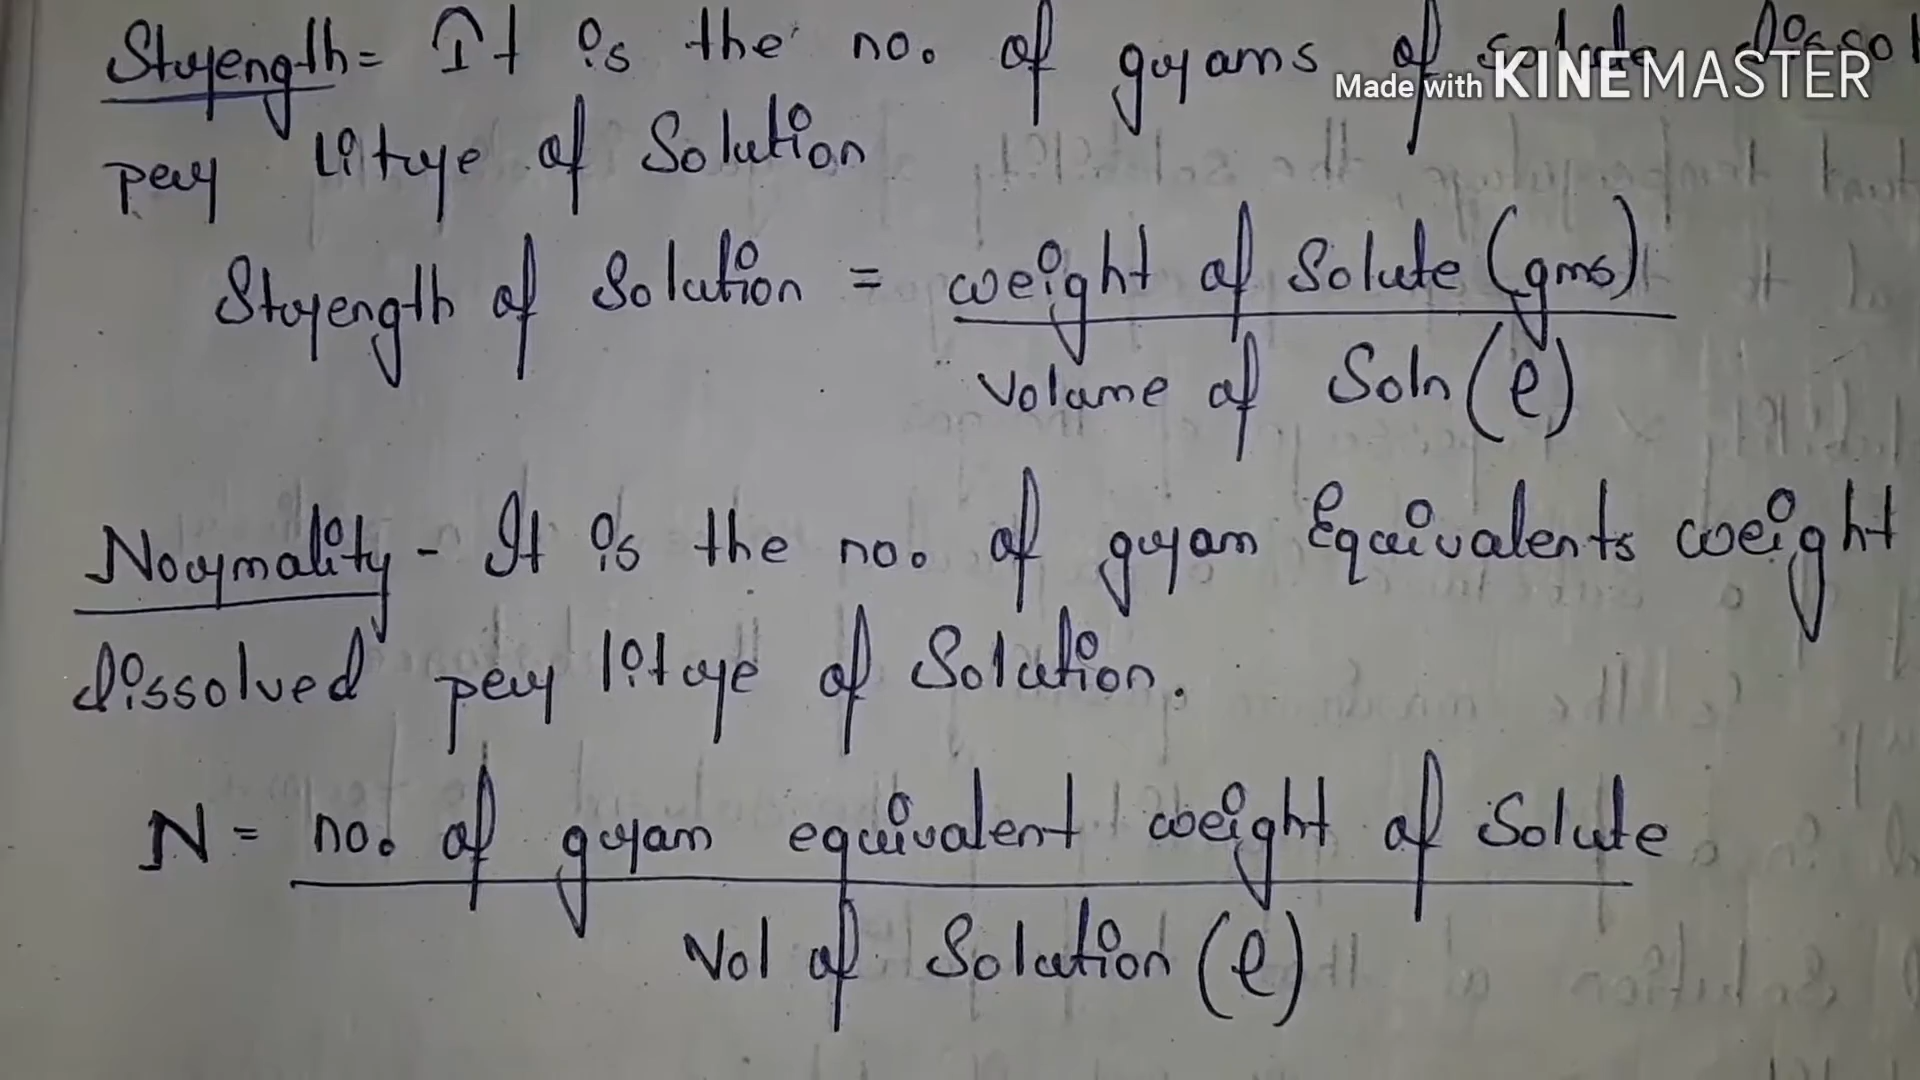 Strength = It is the no. of grams of solute dissol
Made with KINEMASTER
per Litre of Solution
Strength of Solution = weight of Solute (gms)
Volume of Soln (l)
Normality - It is the no. of gram Equivalents weight
dissolved per litre of Solution.
N = no. of gram equivalent weight of Solute
Vol of Solution (l)